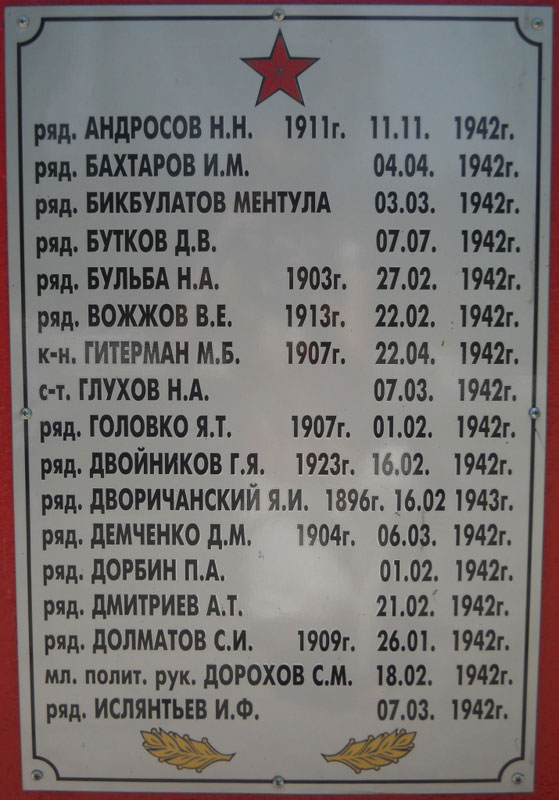 ряд. АНДРОСОВ Н.Н. 1911г. 11.11. 1942г.
ряд. БАХТАРОВ И.М. 04.04. 1942г.
ряд. БИКБУЛАТОВ МЕНТУЛА 03.03. 1942г.
ряд. БУТКОВ Д.В. 07.07. 1942г.
ряд. БУЛЬБА Н.А. 1903г. 27.02. 1942г.
ряд. ВОЖЖОВ В.Е. 1913г. 22.02. 1942г.
к-н. ГИТЕРМАН М.Б. 1907г. 22.04. 1942г.
с-т. ГЛУХОВ Н.А. 07.03. 1942г.
ряд. ГОЛОВКО Я.Т. 1907г. 01.02. 1942г.
ряд. ДВОЙНИКОВ Г.Я. 1923г. 16.02. 1942г.
ряд. ДВОРИЧАНСКИЙ Я.И. 1896г. 16.02 1943г.
ряд. ДЕМЧЕНКО Д.М. 1904г. 06.03. 1942г.
ряд. ДОРБИН П.А. 01.02. 1942г.
ряд. ДМИТРИЕВ А.Т. 21.02. 1942г.
ряд. ДОЛМАТОВ С.И. 1909г. 26.01. 1942г.
мл. полит. рук. ДОРОХОВ С.М. 18.02. 1942г.
ряд. ИСЛЯНТЬЕВ И.Ф. 07.03. 1942г.